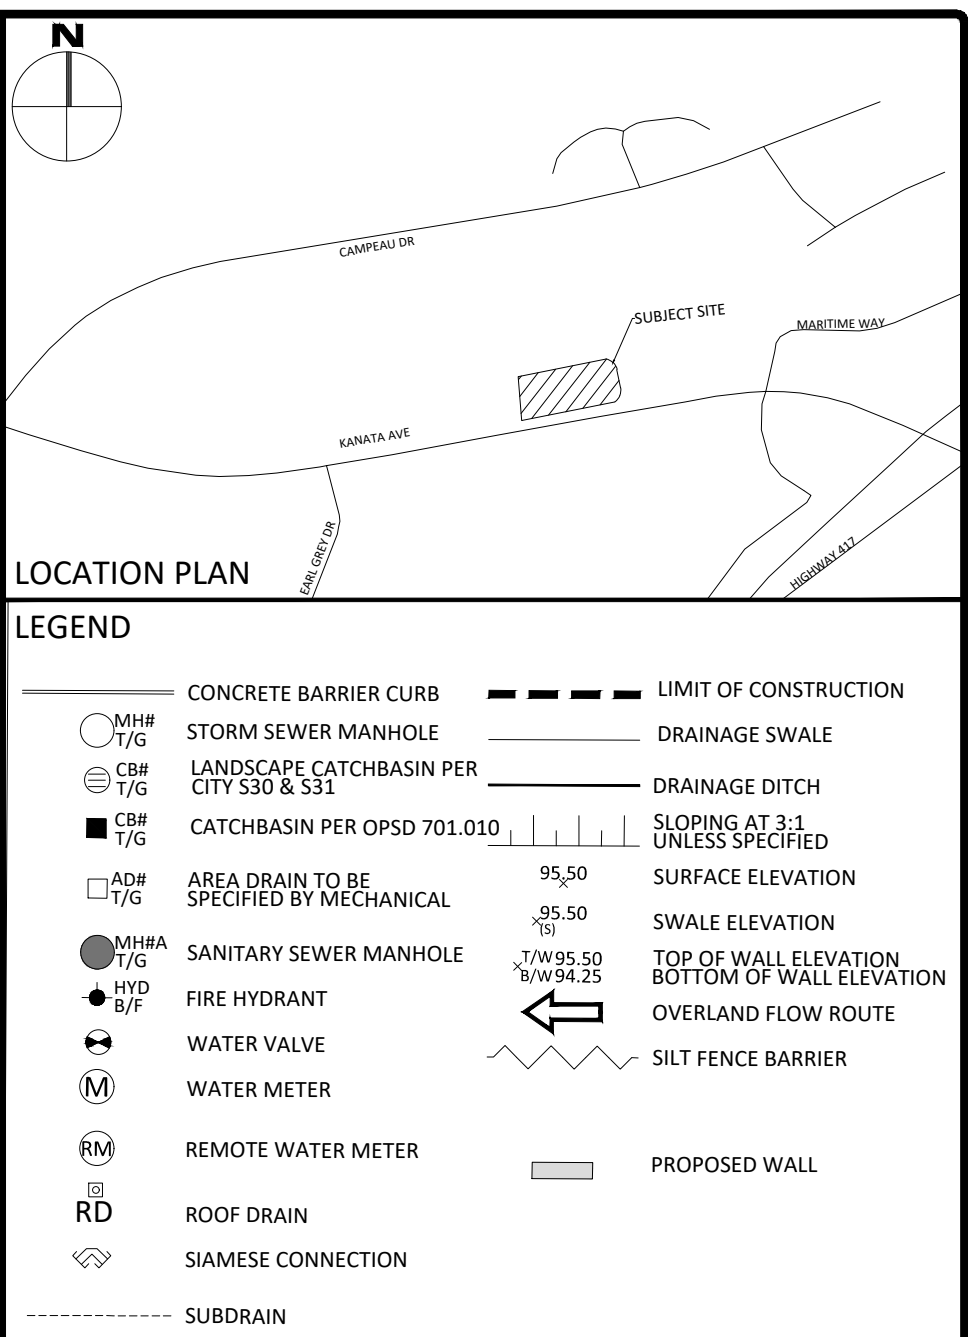 N
CAMPEAU DR
SUBJECT SITE
MARITIME WAY
KANATA AVE
EARL GREY DR
HIGHWAY 417
LOCATION PLAN
LEGEND
CONCRETE BARRIER CURB
MH#
T/G
STORM SEWER MANHOLE
CB#
T/G
LANDSCAPE CATCHBASIN PER
CITY S30 & S31
CB#
T/G
CATCHBASIN PER OPSD 701.010
AD#
T/G
AREA DRAIN TO BE
SPECIFIED BY MECHANICAL
MH#A
T/G
SANITARY SEWER MANHOLE
HYD
B/F
FIRE HYDRANT
WATER VALVE
M
WATER METER
RM
REMOTE WATER METER
RD
ROOF DRAIN
SIAMESE CONNECTION
SUBDRAIN
LIMIT OF CONSTRUCTION
DRAINAGE SWALE
DRAINAGE DITCH
SLOPING AT 3:1
UNLESS SPECIFIED
95.50
SURFACE ELEVATION
95.50
(S)
SWALE ELEVATION
T/W 95.50
B/W 94.25
TOP OF WALL ELEVATION
BOTTOM OF WALL ELEVATION
OVERLAND FLOW ROUTE
SILT FENCE BARRIER
PROPOSED WALL